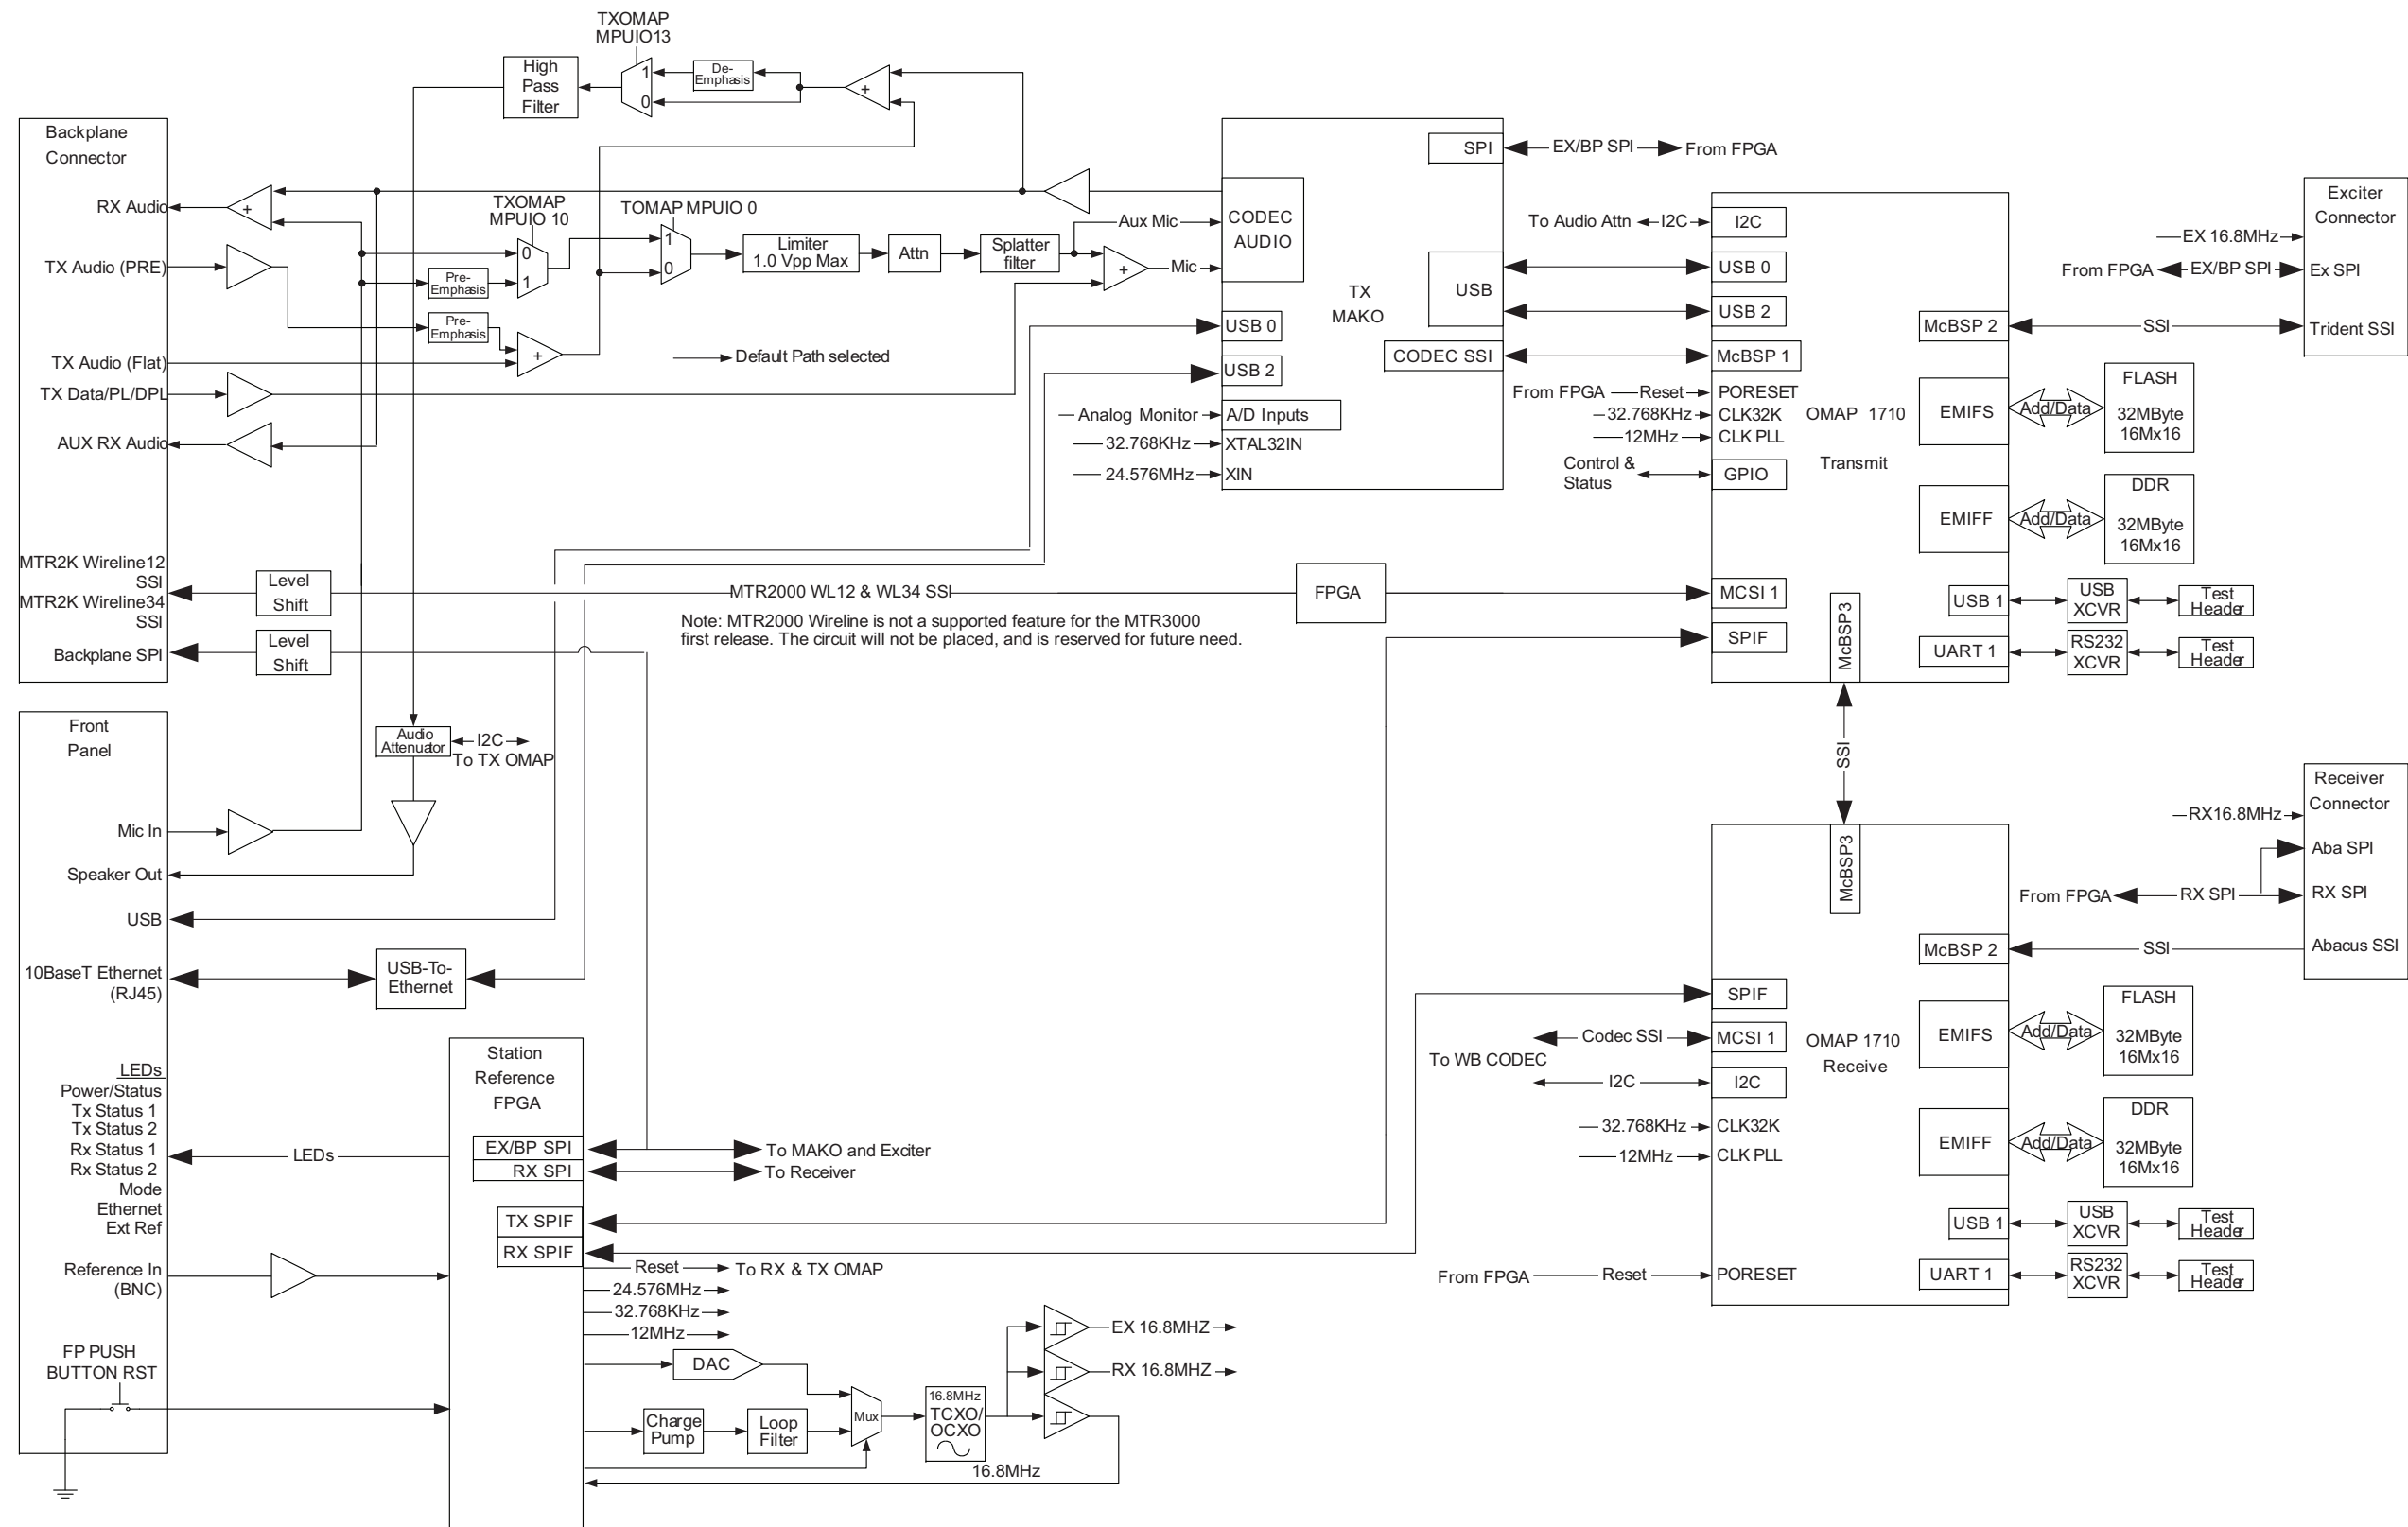 TXOMAP
MPUIO13
High
Pass
Filter
1
0
De-
Emphasis
+
Backplane
Connector
RX Audio
TX Audio (PRE)
TX Audio (Flat)
TX Data/PL/DPL
AUX RX Audio
MTR2K Wireline12
SSI
MTR2K Wireline34
SSI
Backplane SPI
+
TXOMAP
MPUIO 10
0
1
Pre-
Emphasis
Pre-
Emphasis
+
TOMAP MPUIO 0
1
0
Limiter
1.0 Vpp Max
Attn
Splatter
filter
Aux Mic
+
Mic
Default Path selected
Level
Shift
Level
Shift
MTR2000 WL12 & WL34 SSI
FPGA
Note: MTR2000 Wireline is not a supported feature for the MTR3000
first release. The circuit will not be placed, and is reserved for future need.
SPI
CODEC
AUDIO
USB
TX
MAKO
USB 0
USB 2
CODEC SSI
A/D Inputs
XTAL32IN
XIN
Analog Monitor
32.768KHz
24.576MHz
EX/BP SPI
From FPGA
To Audio Attn
I2C
I2C
USB 0
USB 2
McBSP 1
From FPGA
Reset
PORESET
32.768KHz
CLK32K
12MHz
CLK PLL
Control &
Status
GPIO
OMAP 1710
Transmit
MCSI 1
SPIF
McBSP3
McBSP 2
EMIFS
EMIFF
USB 1
UART 1
SSI
Add/Data
FLASH
32MByte
16Mx16
Add/Data
DDR
32MByte
16Mx16
USB
XCVR
Test
Header
RS232
XCVR
Test
Header
Exciter
Connector
EX 16.8MHz
From FPGA
EX/BP SPI
Ex SPI
Trident SSI
SSI
Front
Panel
Mic In
Speaker Out
USB
10BaseT Ethernet
(RJ45)
LEDs
Power/Status
Tx Status 1
Tx Status 2
Rx Status 1
Rx Status 2
Mode
Ethernet
Ext Ref
Reference In
(BNC)
FP PUSH
BUTTON RST
Audio
Attenuator
I2C
To TX OMAP
USB-To-
Ethernet
LEDs
Station
Reference
FPGA
EX/BP SPI
RX SPI
TX SPIF
RX SPIF
To MAKO and Exciter
To Receiver
Reset
To RX & TX OMAP
24.576MHz
32.768KHz
12MHz
DAC
Charge
Pump
Loop
Filter
Mux
16.8MHz
TCXO/
OCXO
EX 16.8MHZ
RX 16.8MHZ
16.8MHz
McBSP3
McBSP 2
SPIF
Codec SSI
MCSI 1
To WB CODEC
I2C
I2C
32.768KHz
CLK32K
12MHz
CLK PLL
From FPGA
Reset
PORESET
OMAP 1710
Receive
EMIFS
EMIFF
USB 1
UART 1
Add/Data
FLASH
32MByte
16Mx16
Add/Data
DDR
32MByte
16Mx16
USB
XCVR
Test
Header
RS232
XCVR
Test
Header
Receiver
Connector
RX16.8MHz
Aba SPI
From FPGA
RX SPI
RX SPI
SSI
Abacus SSI